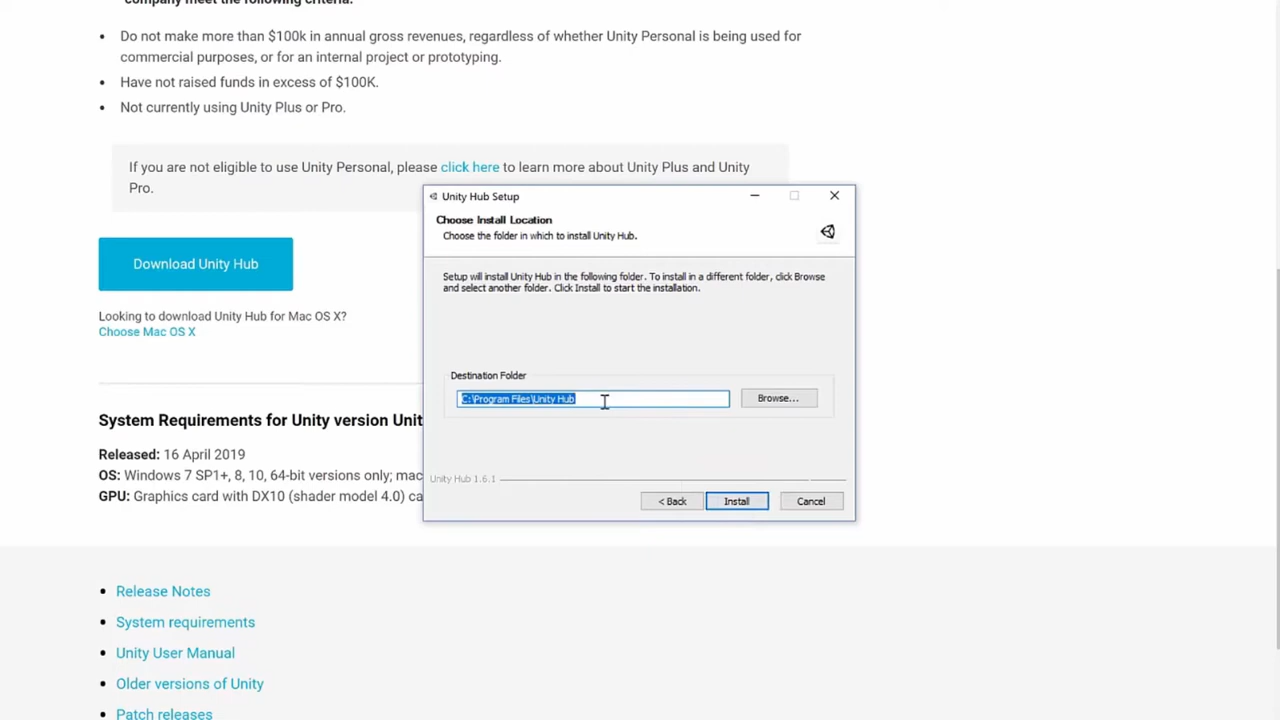 company meet the following criteria:
• Do not make more than $100k in annual gross revenues, regardless of whether Unity Personal is being used for
commercial purposes, or for an internal project or prototyping.
• Have not raised funds in excess of $100K.
• Not currently using Unity Plus or Pro.
If you are not eligible to use Unity Personal, please click here to learn more about Unity Plus and Unity
Pro.
Download Unity Hub
Looking to download Unity Hub for Mac OS X?
Choose Mac OS X
System Requirements for Unity version Unit
Released: 16 April 2019
OS: Windows 7 SP1+, 8, 10, 64-bit versions only; mac
GPU: Graphics card with DX10 (shader model 4.0) ca
• Release Notes
• System requirements
• Unity User Manual
• Older versions of Unity
• Patch releases
Unity Hub Setup
Choose Install Location
Choose the folder in which to install Unity Hub.
Setup will install Unity Hub in the following folder. To install in a different folder, click Browse
and select another folder. Click Install to start the installation.
Destination Folder
C:\Program Files\Unity Hub
Browse...
Unity Hub 1.6.1
< Back
Install
Cancel